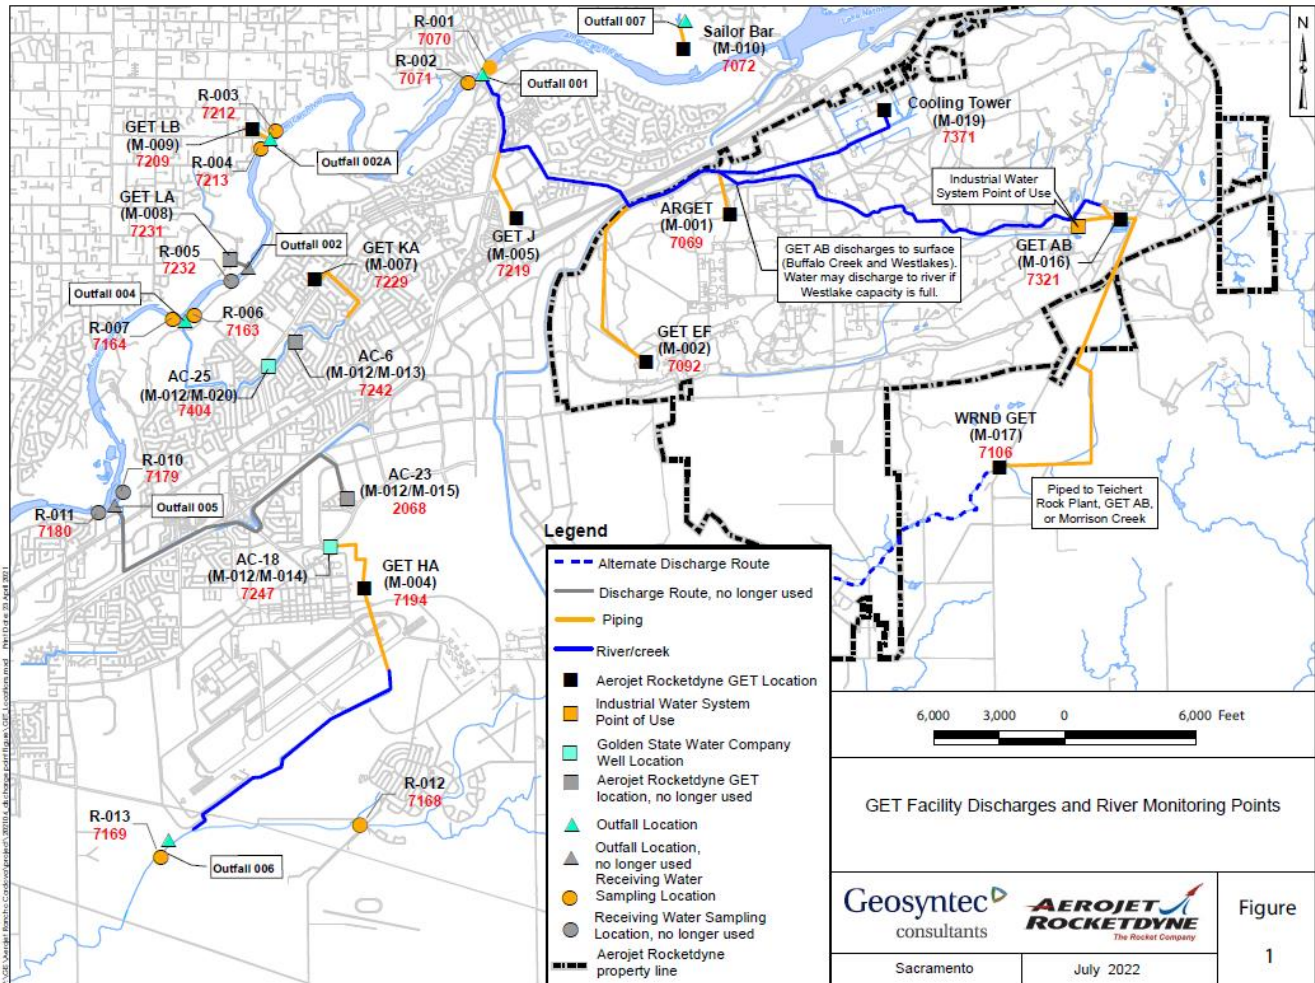 R-001
7070
Outfall 007
Sailor Bar
(M-010)
7072
N
R-002
7071
Outfall 001
R-003
7212
GET LB
(M-009)
7209
R-004
7213
Outfall 002A
Cooling Tower
(M-019)
7371
Industrial Water
System Point of Use
GET LA
(M-008)
7231
R-005
7232
Outfall 002
GET KA
(M-007)
7229
GET J
(M-005)
7219
ARGET
(M-001)
7069
GET AB discharges to surface
(Buffalo Creek and Westlakes).
Water may discharge to river if
Westlake capacity is full.
GET AB
(M-016)
7321
Outfall 004
R-007
7164
R-006
7163
GET EF
(M-002)
7092
AC-6
(M-012/M-013)
7242
AC-25
(M-012/M-020)
7404
WRND GET
(M-017)
7106
R-010
7179
R-011
7180
Outfall 005
AC-23
(M-012/M-015)
2068
Piped to Teichert
Rock Plant, GET AB,
or Morrison Creek
AC-18
(M-012/M-014)
7247
GET HA
(M-004)
7194
R-012
7168
R-013
7169
Outfall 006
Legend
Alternate Discharge Route
Discharge Route, no longer used
Piping
River/creek
Aerojet Rocketdyne GET Location
Industrial Water System
Point of Use
Golden State Water Company
Well Location
Aerojet Rocketdyne GET
location, no longer used
Outfall Location
Outfall Location,
no longer used
Receiving Water
Sampling Location
Receiving Water Sampling
Location, no longer used
Aerojet Rocketdyne
property line
6,000 3,000 0 6,000 Feet
GET Facility Discharges and River Monitoring Points
Geosyntec
consultants
AEROJET
ROCKETDYNE
The Rocket Company
Figure
1
Sacramento
July 2022